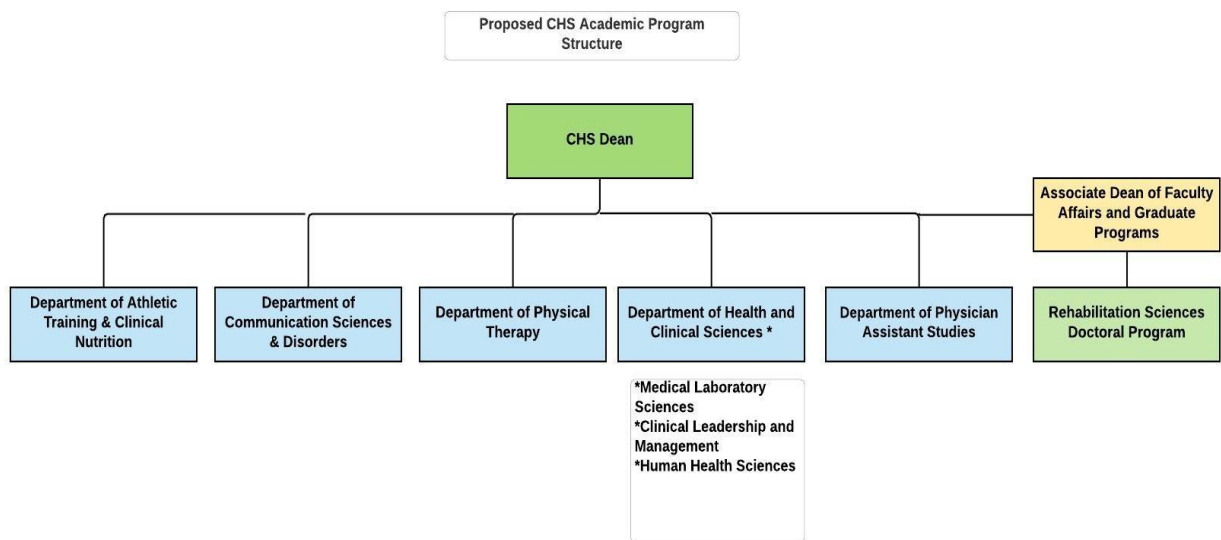 Proposed CHS Academic Program
Structure
CHS Dean
Associate Dean of Faculty
Affairs and Graduate
Programs
Department of Athletic
Training & Clinical
Nutrition
Department of
Communication Sciences
& Disorders
Department of Physical
Therapy
Department of Health and
Clinical Sciences *
Department of Physician
Assistant Studies
Rehabilitation Sciences
Doctoral Program
*Medical Laboratory
Sciences
*Clinical Leadership and
Management
*Human Health Sciences